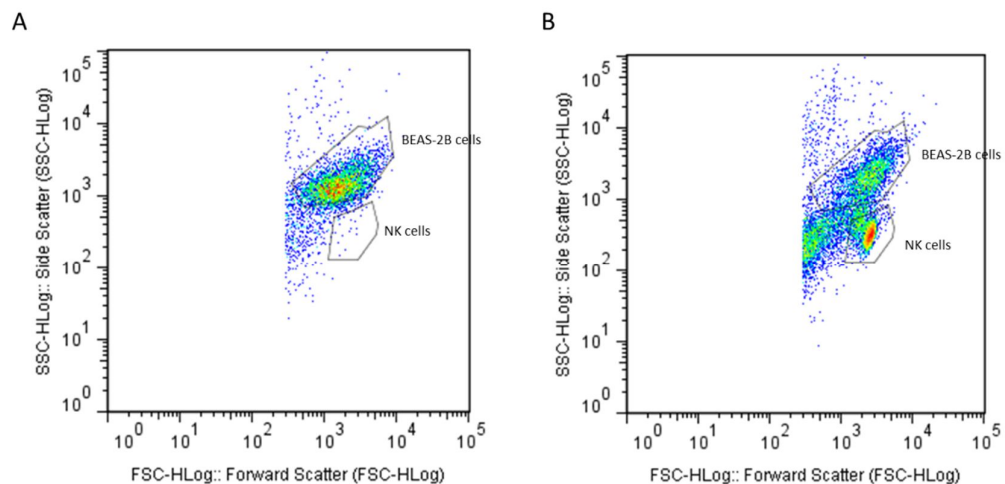 A
B
10^5
10^4
10^3
10^2
10^1
10^0
SSC-HLog:: Side Scatter (SSC-HLog)
BEAS-2B cells
NK cells
10^0 10^1 10^2 10^3 10^4 10^5
FSC-HLog:: Forward Scatter (FSC-HLog)
10^5
10^4
10^3
10^2
10^1
10^0
SSC-HLog:: Side Scatter (SSC-HLog)
BEAS-2B cells
NK cells
10^0 10^1 10^2 10^3 10^4 10^5
FSC-HLog:: Forward Scatter (FSC-HLog)